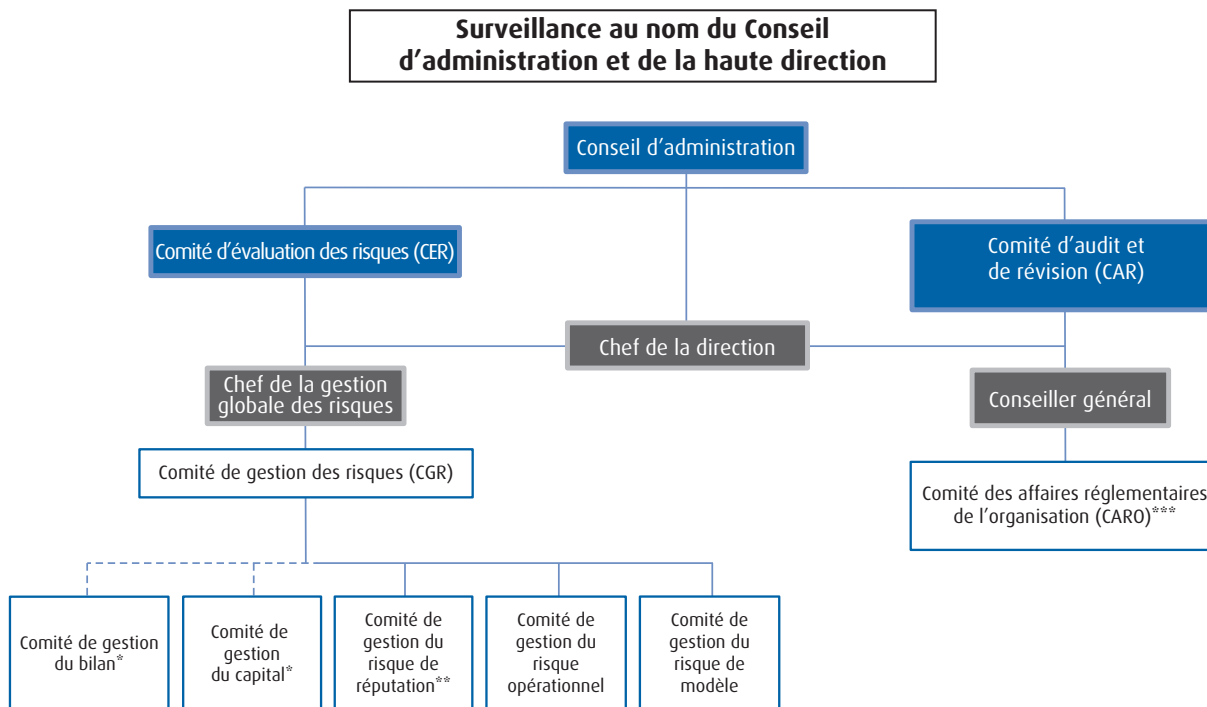 Surveillance au nom du Conseil
d'administration et de la haute direction
Conseil d'administration
Comité d'évaluation des risques (CER)
Comité d'audit et
de révision (CAR)
Chef de la direction
Chef de la gestion
globale des risques
Conseiller général
Comité de gestion des risques (CGR)
Comité des affaires réglementaires
de l'organisation (CARO)***
Comité de gestion
du bilan*
Comité de
gestion
du capital*
Comité de
gestion du
risque de
réputation**
Comité de
gestion du
risque
opérationnel
Comité de
gestion du
risque de
modèle